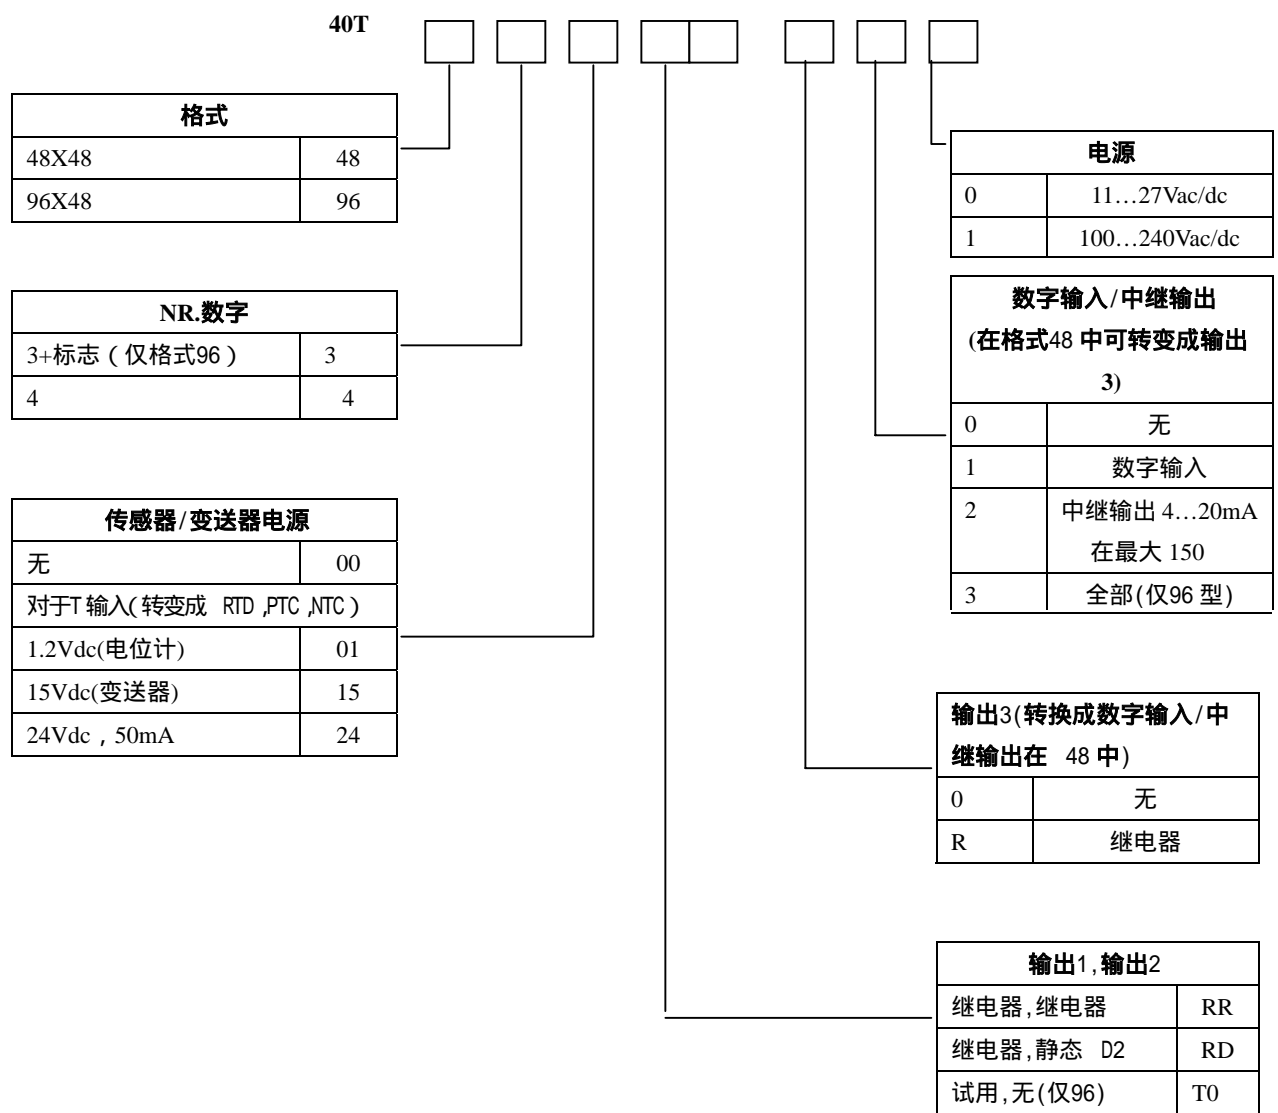 40T
格式
48X48 48
96X48 96
NR.数字
3+标志（仅格式96） 3
4 4
传感器/变送器电源
无 00
对于T 输入(转变成 RTD ,PTC ,NTC)
1.2Vdc(电位计) 01
15Vdc(变送器) 15
24Vdc，50mA 24
电源
0 11…27Vac/dc
1 100…240Vac/dc
数字输入/中继输出
(在格式48 中可转变成输出
3)
0 无
1 数字输入
2 中继输出 4…20mA
在最大 150
3 全部(仅96 型)
输出3(转换成数字输入/中
继输出在 48 中)
0 无
R 继电器
输出1,输出2
继电器,继电器 RR
继电器,静态 D2 RD
试用,无(仅96) T0